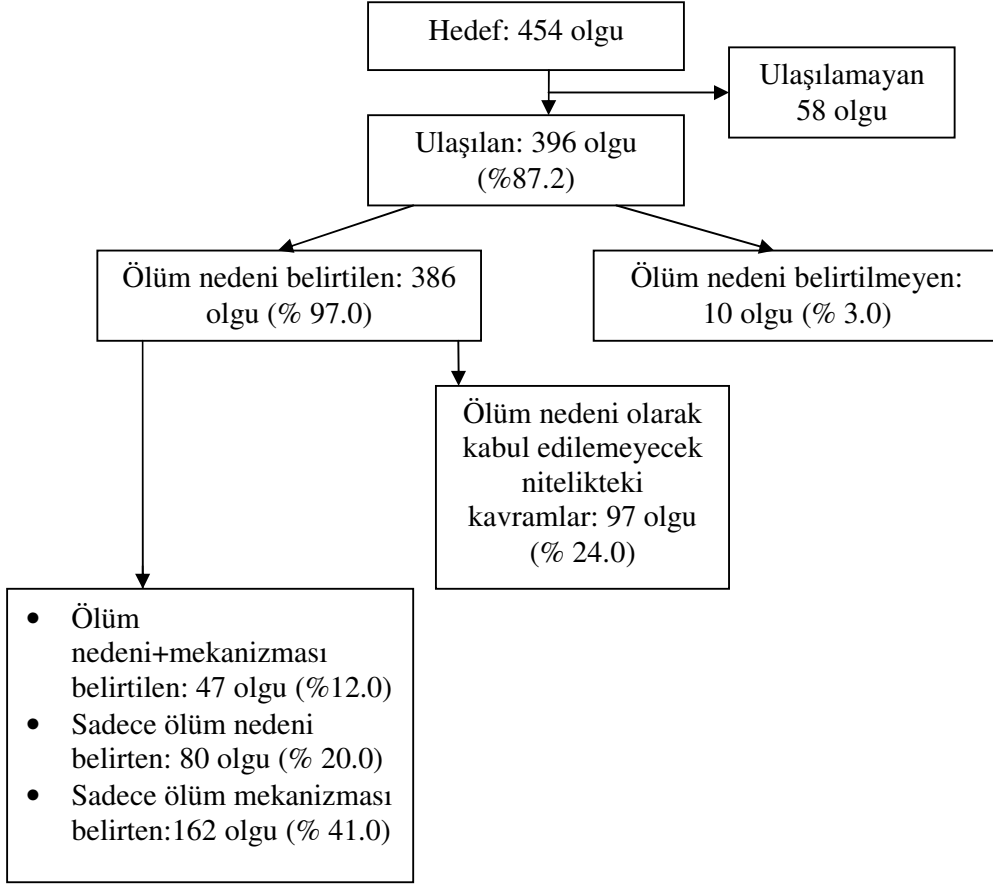 Hedef: 454 olgu
Ulaşılamayan
58 olgu
Ulaşılan: 396 olgu
(%87.2)
Ölüm nedeni belirtilen: 386
olgu (% 97.0)
Ölüm nedeni belirtilmeyen:
10 olgu (% 3.0)
Ölüm nedeni olarak
kabul edilemeyecek
nitelikteki
kavramlar: 97 olgu
(% 24.0)
• Ölüm
nedeni+mekanizması
belirtilen: 47 olgu (%12.0)
• Sadece ölüm nedeni
belirten: 80 olgu (% 20.0)
• Sadece ölüm mekanizması
belirten:162 olgu (% 41.0)